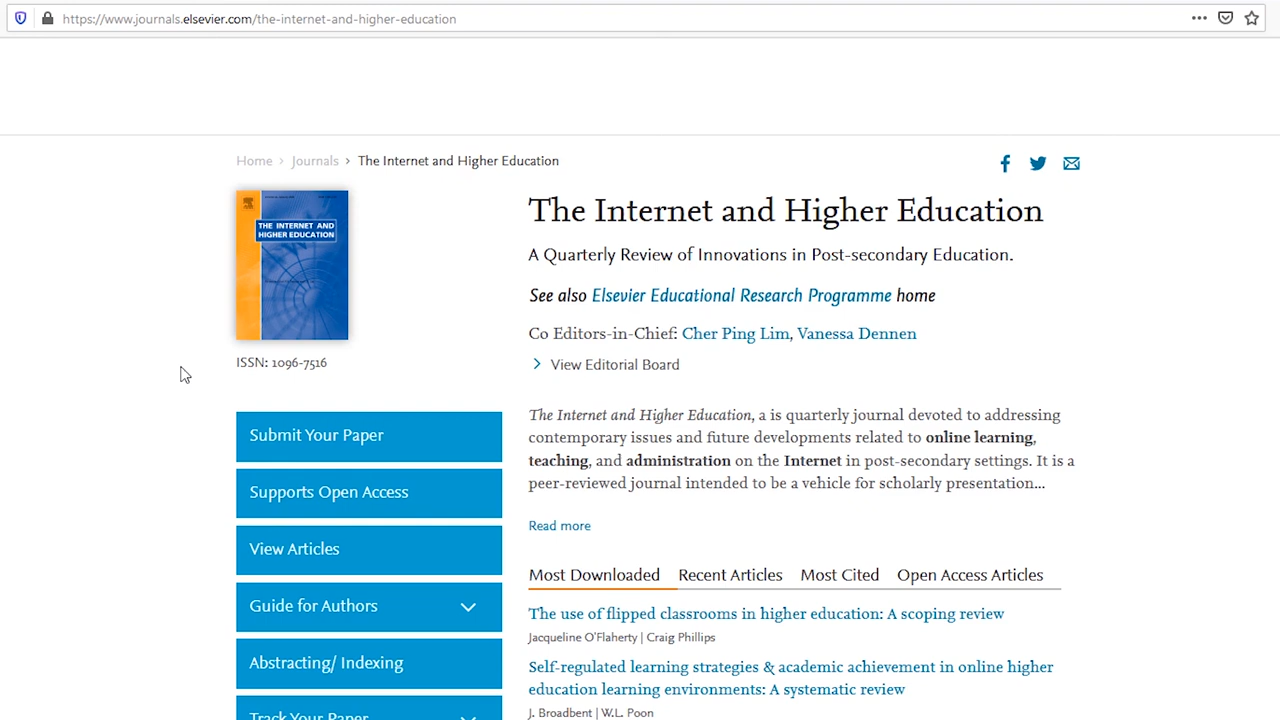 https://www.journals.elsevier.com/the-internet-and-higher-education
Home > Journals > The Internet and Higher Education
THE INTERNET AND
HIGHER EDUCATION
ISSN: 1096-7516
Submit Your Paper
Supports Open Access
View Articles
Guide for Authors
Abstracting/ Indexing
Track Your Paper
The Internet and Higher Education
A Quarterly Review of Innovations in Post-secondary Education.
See also Elsevier Educational Research Programme home
Co Editors-in-Chief: Cher Ping Lim, Vanessa Dennen
View Editorial Board
The Internet and Higher Education, a is quarterly journal devoted to addressing
contemporary issues and future developments related to online learning,
teaching, and administration on the Internet in post-secondary settings. It is a
peer-reviewed journal intended to be a vehicle for scholarly presentation...
Read more
Most Downloaded Recent Articles Most Cited Open Access Articles
The use of flipped classrooms in higher education: A scoping review
Jacqueline O'Flaherty | Craig Phillips
Self-regulated learning strategies & academic achievement in online higher
education learning environments: A systematic review
J. Broadbent | W.L. Poon